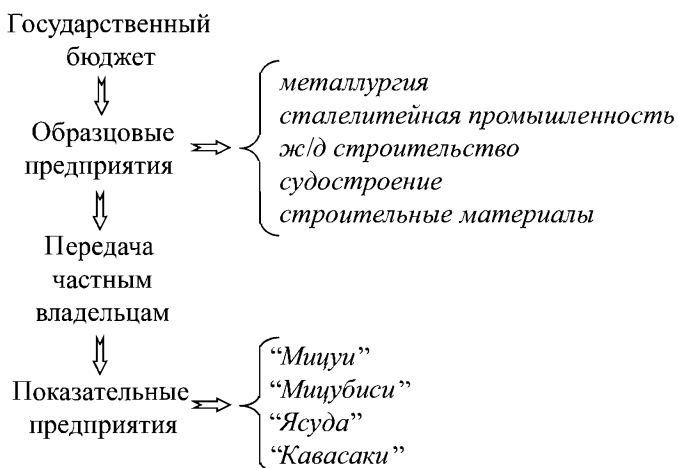 Государственный
бюджет
Образцовые
предприятия
металлургия
сталелитейная промышленность
ж/д строительство
судостроение
строительные материалы
Передача
частным
владельцам
Показательные
предприятия
“Мицуи”
“Мицубиси”
“Ясуда”
“Кавасаки”